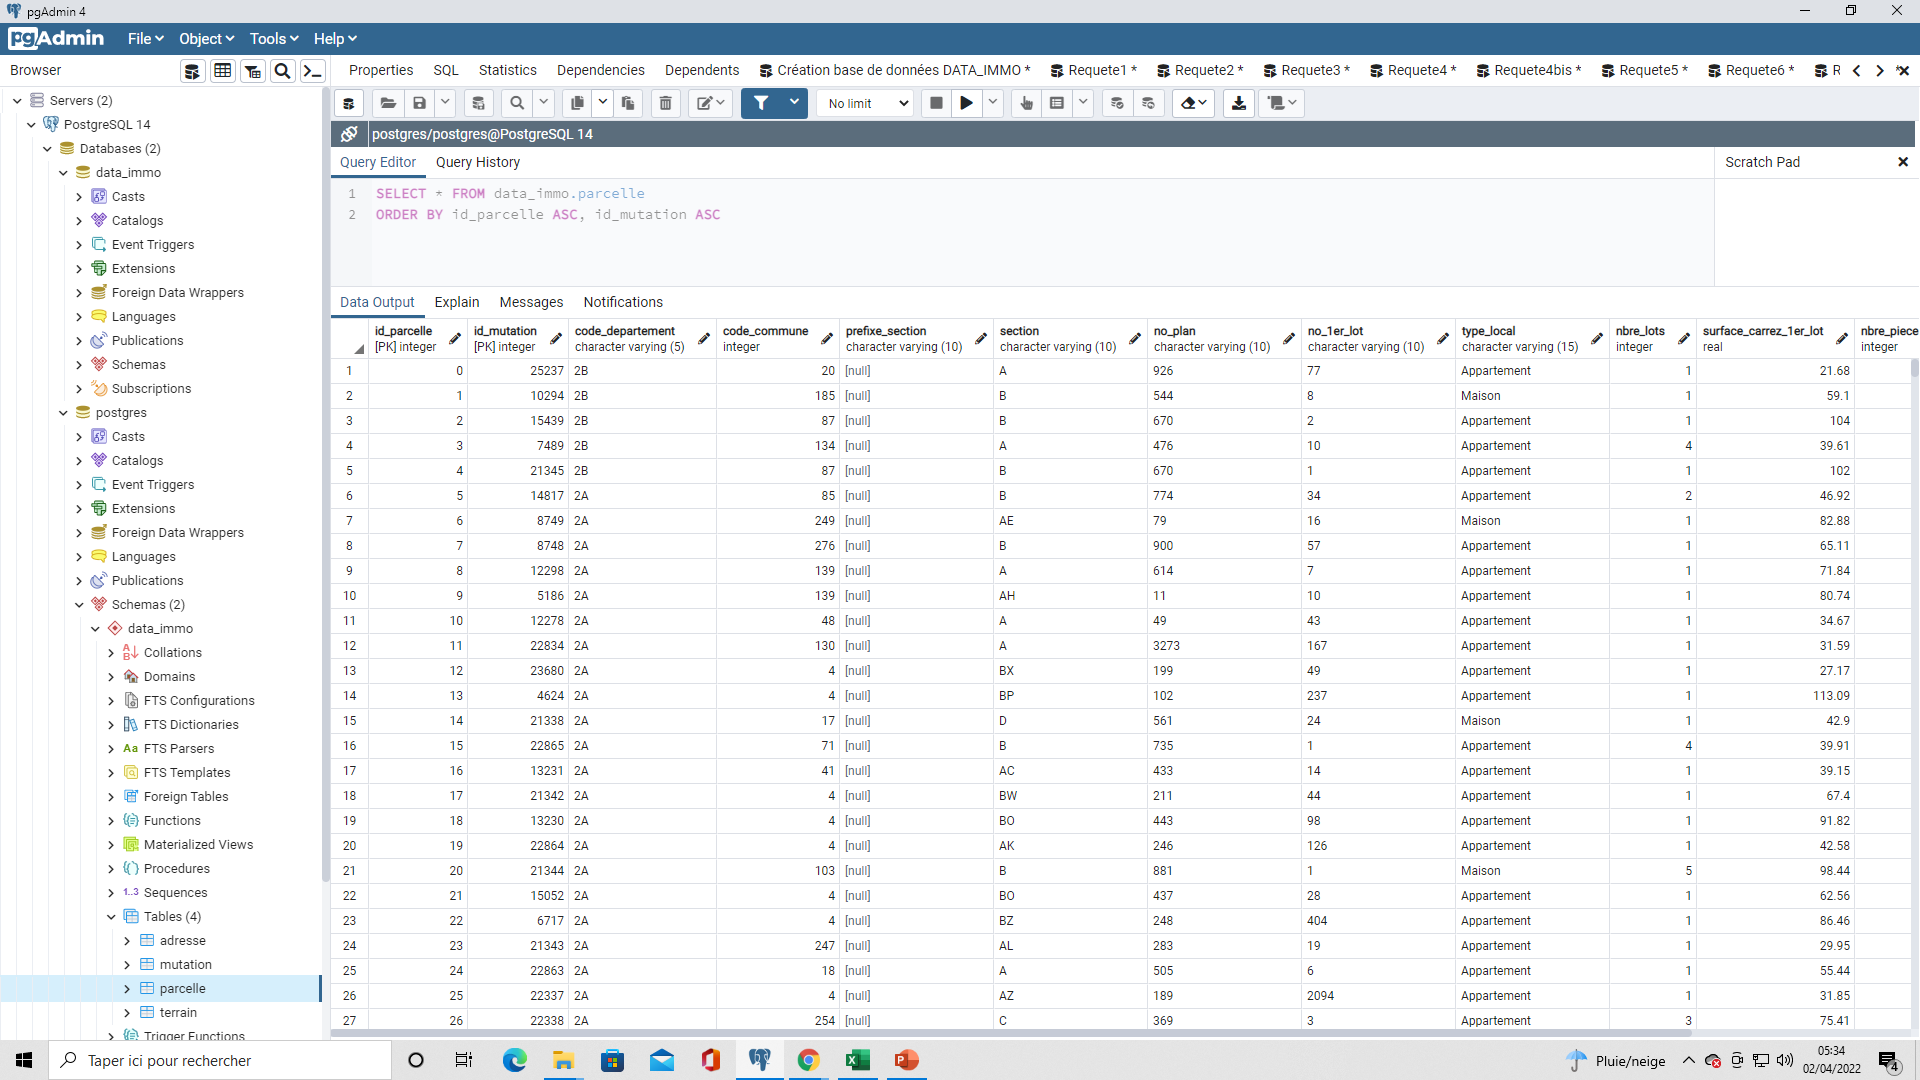 pgAdmin 4
pgAdmin File Object Tools Help
Browser
Properties SQL Statistics Dependencies Dependents Création base de données DATA_IMMO * Requete1 * Requete2 * Requete3 * Requete4 * Requete4bis * Requete5 * Requete6 * R
Servers (2)
PostgreSQL 14
Databases (2)
data_immo
Casts
Catalogs
Event Triggers
Extensions
Foreign Data Wrappers
Languages
Publications
Schemas
Subscriptions
postgres
Casts
Catalogs
Event Triggers
Extensions
Foreign Data Wrappers
Languages
Publications
Schemas (2)
data_immo
Collations
Domains
FTS Configurations
FTS Dictionaries
Aa FTS Parsers
FTS Templates
Foreign Tables
Functions
Materialized Views
Procedures
1..3 Sequences
Tables (4)
adresse
mutation
parcelle
terrain
Trigger Functions
No limit
postgres/postgres@PostgreSQL 14
Query Editor Query History
Scratch Pad
1 SELECT * FROM data_immo.parcelle
2 ORDER BY id_parcelle ASC, id_mutation ASC
Data Output Explain Messages Notifications
id_parcelle id_mutation code_departement code_commune prefixe_section section no_plan no_1er_lot type_local nbre_lots surface_carrez_1er_lot nbre_piece
[PK] integer [PK] integer character varying (5) integer character varying (10) character varying (10) character varying (10) character varying (10) character varying (15) integer real integer
1 0 25237 2B 20 [null] A 926 77 Appartement 1 21.68
2 1 10294 2B 185 [null] B 544 8 Maison 1 59.1
3 2 15439 2B 87 [null] B 670 2 Appartement 1 104
4 3 7489 2B 134 [null] A 476 10 Appartement 4 39.61
5 4 21345 2B 87 [null] B 670 1 Appartement 1 102
6 5 14817 2A 85 [null] B 774 34 Appartement 2 46.92
7 6 8749 2A 249 [null] AE 79 16 Maison 1 82.88
8 7 8748 2A 276 [null] B 900 57 Appartement 1 65.11
9 8 12298 2A 139 [null] A 614 7 Appartement 1 71.84
10 9 5186 2A 139 [null] AH 11 10 Appartement 1 80.74
11 10 12278 2A 48 [null] A 49 43 Appartement 1 34.67
12 11 22834 2A 130 [null] A 3273 167 Appartement 1 31.59
13 12 23680 2A 4 [null] BX 199 49 Appartement 1 27.17
14 13 4624 2A 4 [null] BP 102 237 Appartement 1 113.09
15 14 21338 2A 17 [null] D 561 24 Maison 1 42.9
16 15 22865 2A 71 [null] B 735 1 Appartement 4 39.91
17 16 13231 2A 41 [null] AC 433 14 Appartement 1 39.15
18 17 21342 2A 4 [null] BW 211 44 Appartement 1 67.4
19 18 13230 2A 4 [null] BO 443 98 Appartement 1 91.82
20 19 22864 2A 4 [null] AK 246 126 Appartement 1 42.58
21 20 21344 2A 103 [null] B 881 1 Maison 5 98.44
22 21 15052 2A 4 [null] BO 437 28 Appartement 1 62.56
23 22 6717 2A 4 [null] BZ 248 404 Appartement 1 86.46
24 23 21343 2A 247 [null] AL 283 19 Appartement 1 29.95
25 24 22863 2A 18 [null] A 505 6 Appartement 1 55.44
26 25 22337 2A 4 [null] AZ 189 2094 Appartement 1 31.85
27 26 22338 2A 254 [null] C 369 3 Appartement 3 75.41
Taper ici pour rechercher
Pluie/neige
05:34
02/04/2022
4